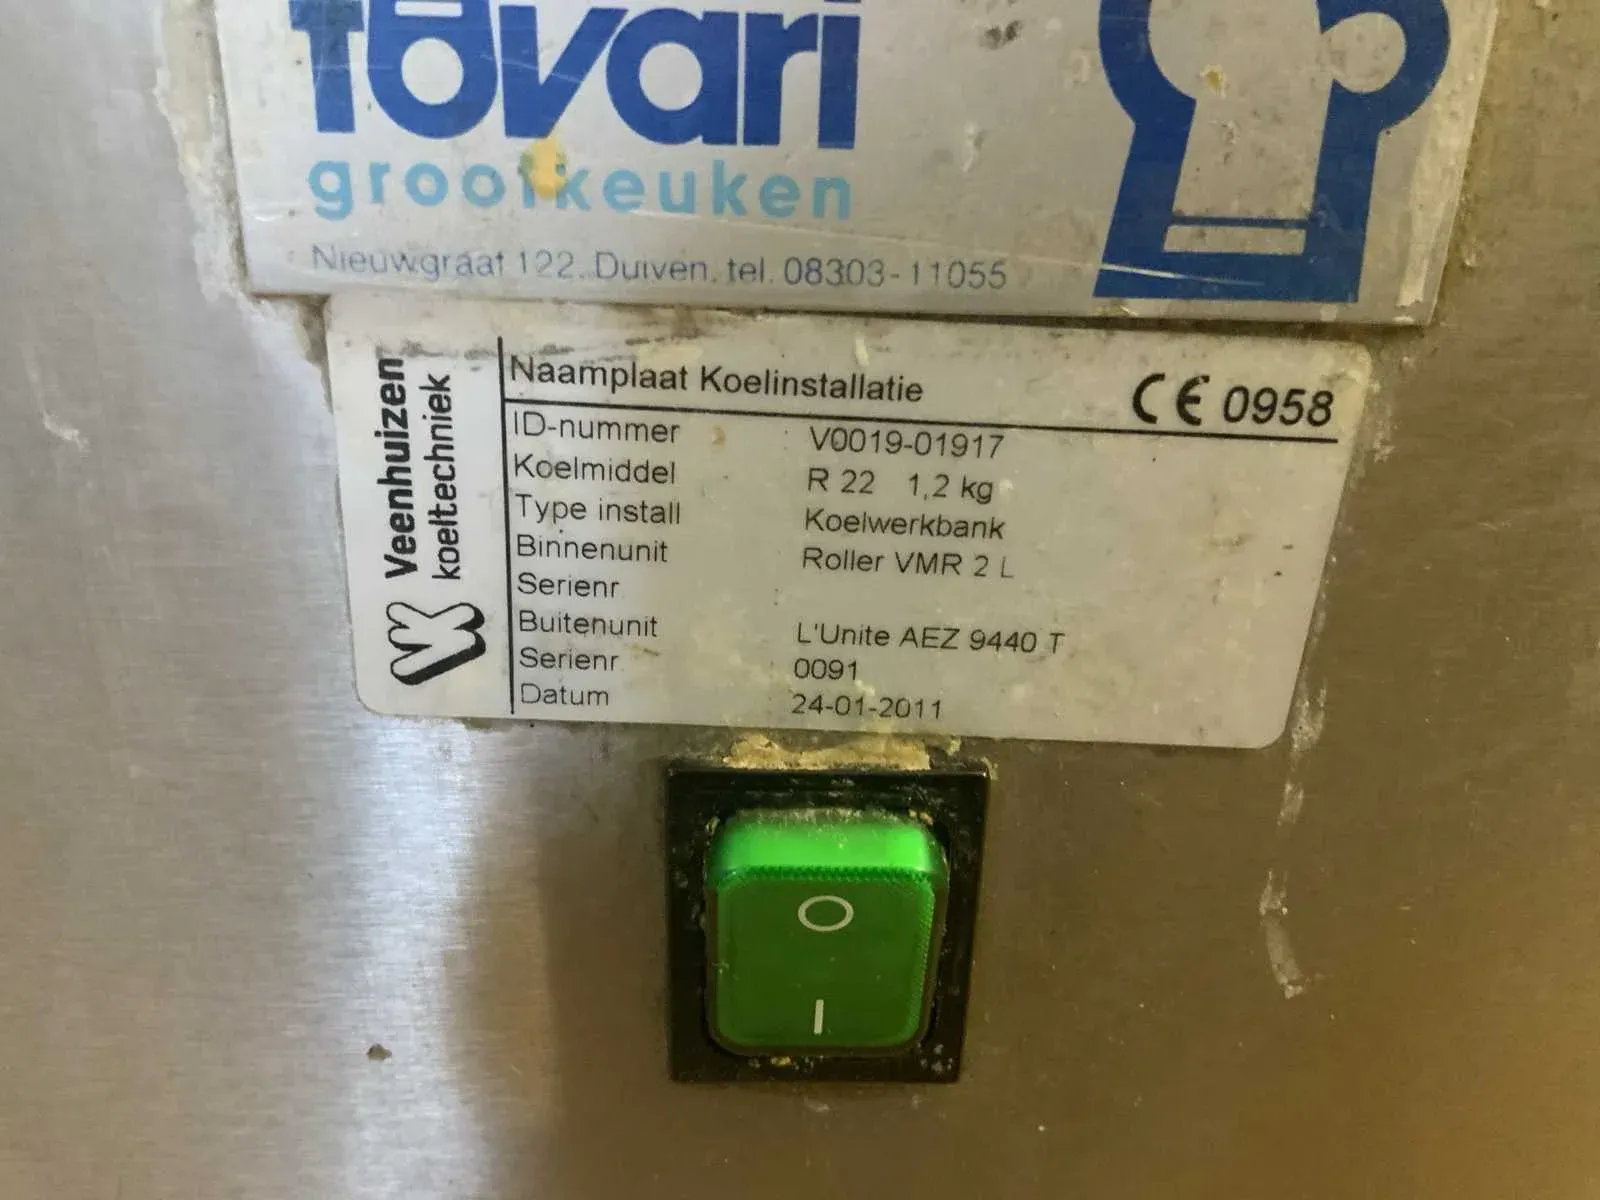 tövari
grootkeuken
Nieuwgraaf 122. Duiven. tel. 08303-11055
Veenhuizen
koeltechniek
Naamplaat Koelinstallatie CE 0958
ID-nummer : V0019-01917
Koelmiddel R 22 1,2 kg
Type install Koelwerkbank
Binnenunit Roller VMR 2 L
Serienr
Buitenunit L'Unite AEZ 9440 T
Serienr 0091
Datum : 24-01-2011
O
I